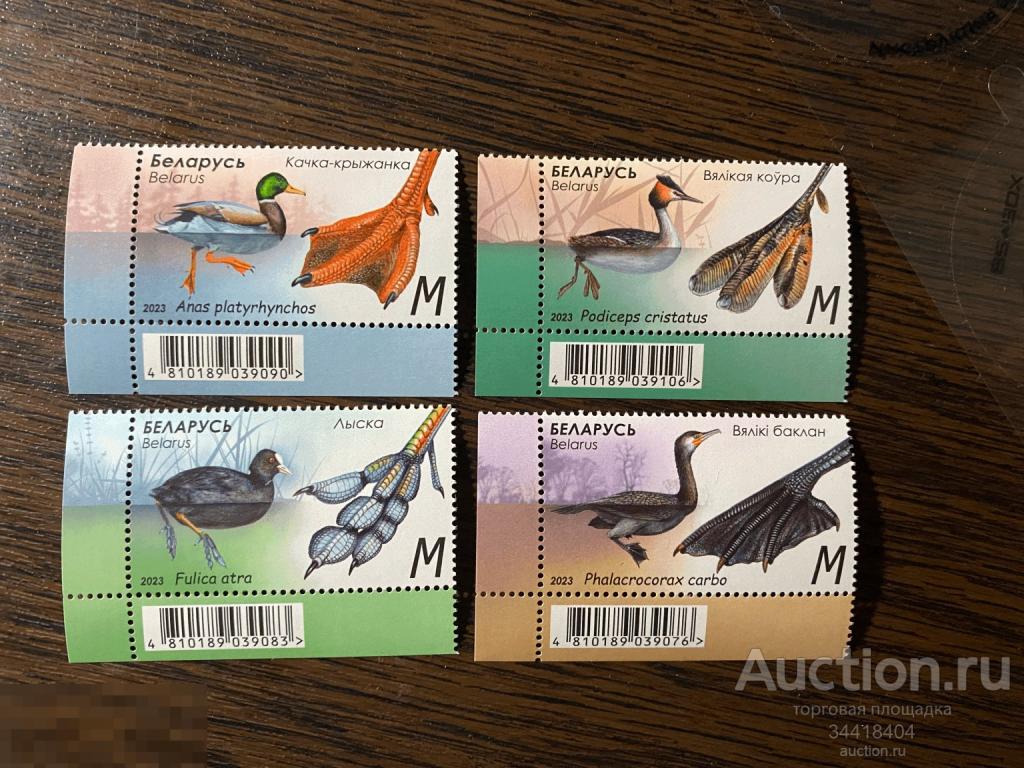 Беларусь
Belarus
Качка-крыжанка
M
2023 Anas platyrhynchos
4 810189 039090 >
БЕЛАРУСЬ
Belarus
Вялікая коўра
M
2023 Podiceps cristatus
4 810189 039106 >
БЕЛАРУСЬ
Belarus
Лыска
M
2023 Fulica atra
4 810189 039083 >
БЕЛАРУСЬ
Belarus
Вялікі баклан
M
2023 Phalacrocorax carbo
4 810189 039076 >
Auction.ru
торговая площадка
34418404
auction.ru